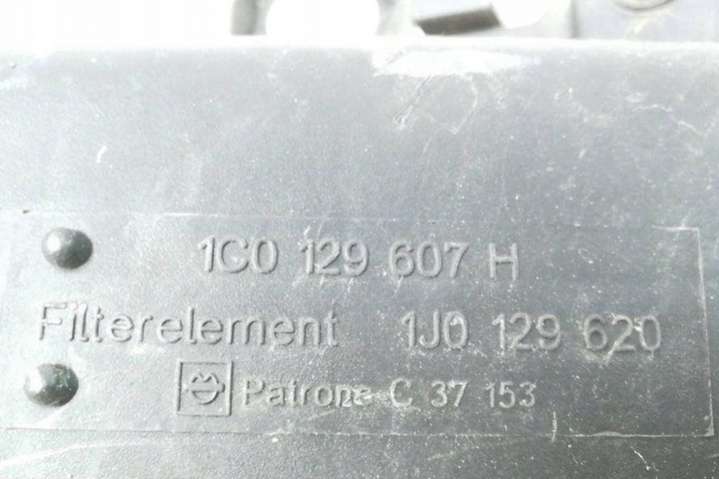 1C0 129 607 H
Filterelement 1J0 129 620
Patrone C 37 153